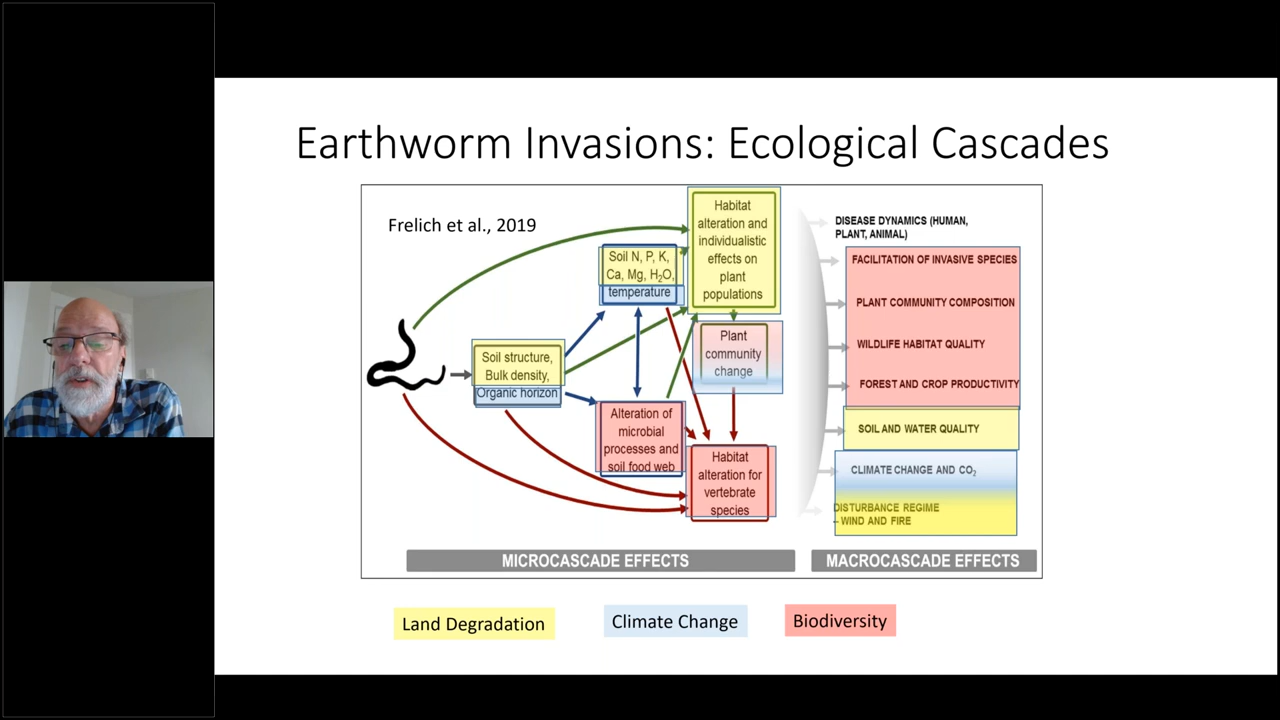 Earthworm Invasions: Ecological Cascades
Frelich et al., 2019
Habitat
alteration and
individualistic
effects on
plant
populations
Soil N, P, K,
Ca, Mg, H₂O,
temperature
Plant
community
change
Soil structure,
Bulk density,
Organic horizon
Alteration of
microbial
processes and
soil food web
Habitat
alteration for
vertebrate
species
DISEASE DYNAMICS (HUMAN,
PLANT, ANIMAL)
FACILITATION OF INVASIVE SPECIES
PLANT COMMUNITY COMPOSITION
WILDLIFE HABITAT QUALITY
FOREST AND CROP PRODUCTIVITY
SOIL AND WATER QUALITY
CLIMATE CHANGE AND CO₂
DISTURBANCE REGIME
– WIND AND FIRE
MICROCASCADE EFFECTS
MACROCASCADE EFFECTS
Land Degradation
Climate Change
Biodiversity